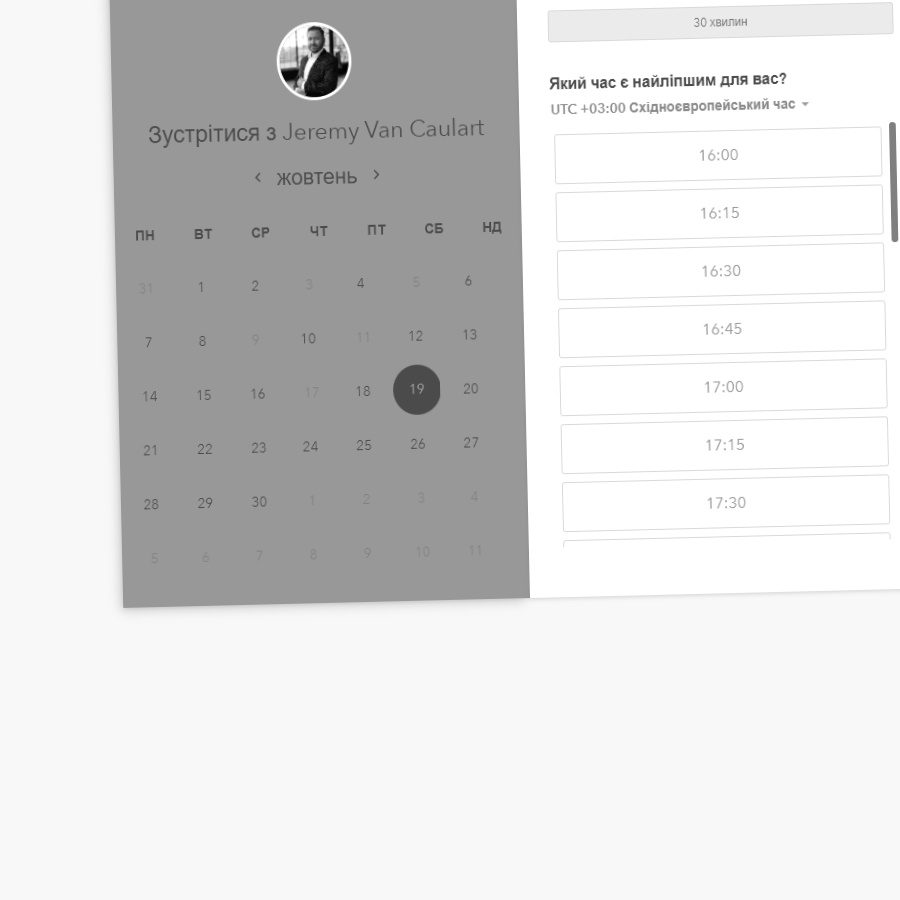 Зустрітися з Jeremy Van Caulart
‹ жовтень ›
ПН ВТ СР ЧТ ПТ СБ НД
31 1 2 3 4 5 6
7 8 9 10 11 12 13
14 15 16 17 18 19 20
21 22 23 24 25 26 27
28 29 30 1 2 3 4
5 6 7 8 9 10 11
30 хвилин
Який час є найліпшим для вас?
UTC +03:00 Східноєвропейський час
16:00
16:15
16:30
16:45
17:00
17:15
17:30